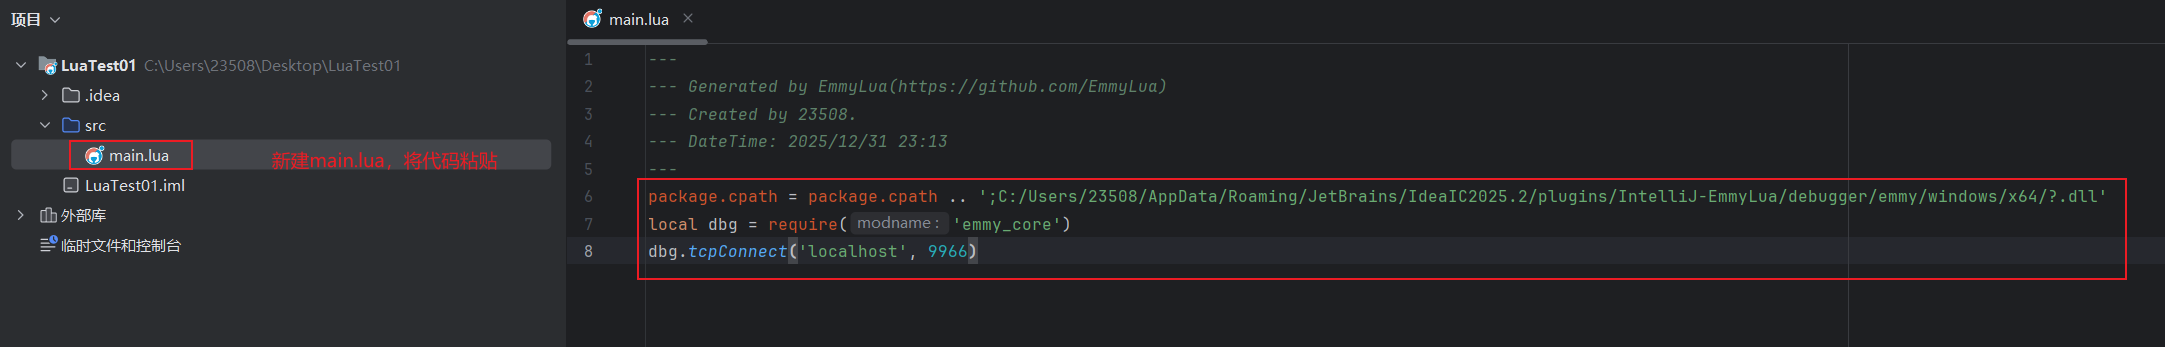 项目
main.lua
LuaTest01 C:\Users\23508\Desktop\LuaTest01
.idea
src
main.lua
新建main.lua，将代码粘贴
LuaTest01.iml
外部库
临时文件和控制台
1 ---
2 --- Generated by EmmyLua(https://github.com/EmmyLua)
3 --- Created by 23508.
4 --- DateTime: 2025/12/31 23:13
5 ---
6 package.cpath = package.cpath .. ';C:/Users/23508/AppData/Roaming/JetBrains/IdeaIC2025.2/plugins/IntelliJ-EmmyLua/debugger/emmy/windows/x64/?.dll'
7 local dbg = require( modname: 'emmy_core')
8 dbg.tcpConnect('localhost', 9966)